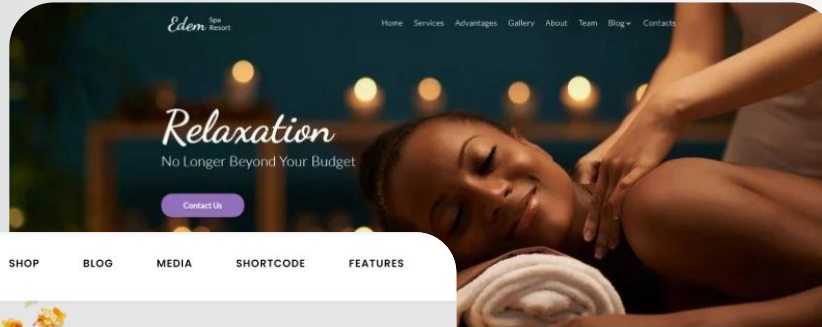 Edem Spa Resort
Home Services Advantages Gallery About Team Blog Contacts
Relaxation
No Longer Beyond Your Budget
Contact Us
SHOP BLOG MEDIA SHORTCODE FEATURES